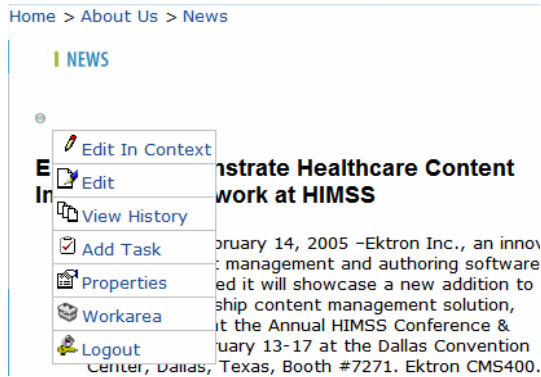 Home > About Us > News
NEWS
Edit In Context
Edit
View History
Add Task
Properties
Workarea
Logout
E nstrate Healthcare Content
In work at HIMSS
oruary 14, 2005 –Ektron Inc., an innov
management and authoring software
ed it will showcase a new addition to
ship content management solution,
at the Annual HIMSS Conference &
uary 13-17 at the Dallas Convention
Center, Dallas, Texas, Booth #7271. Ektron CMS400.